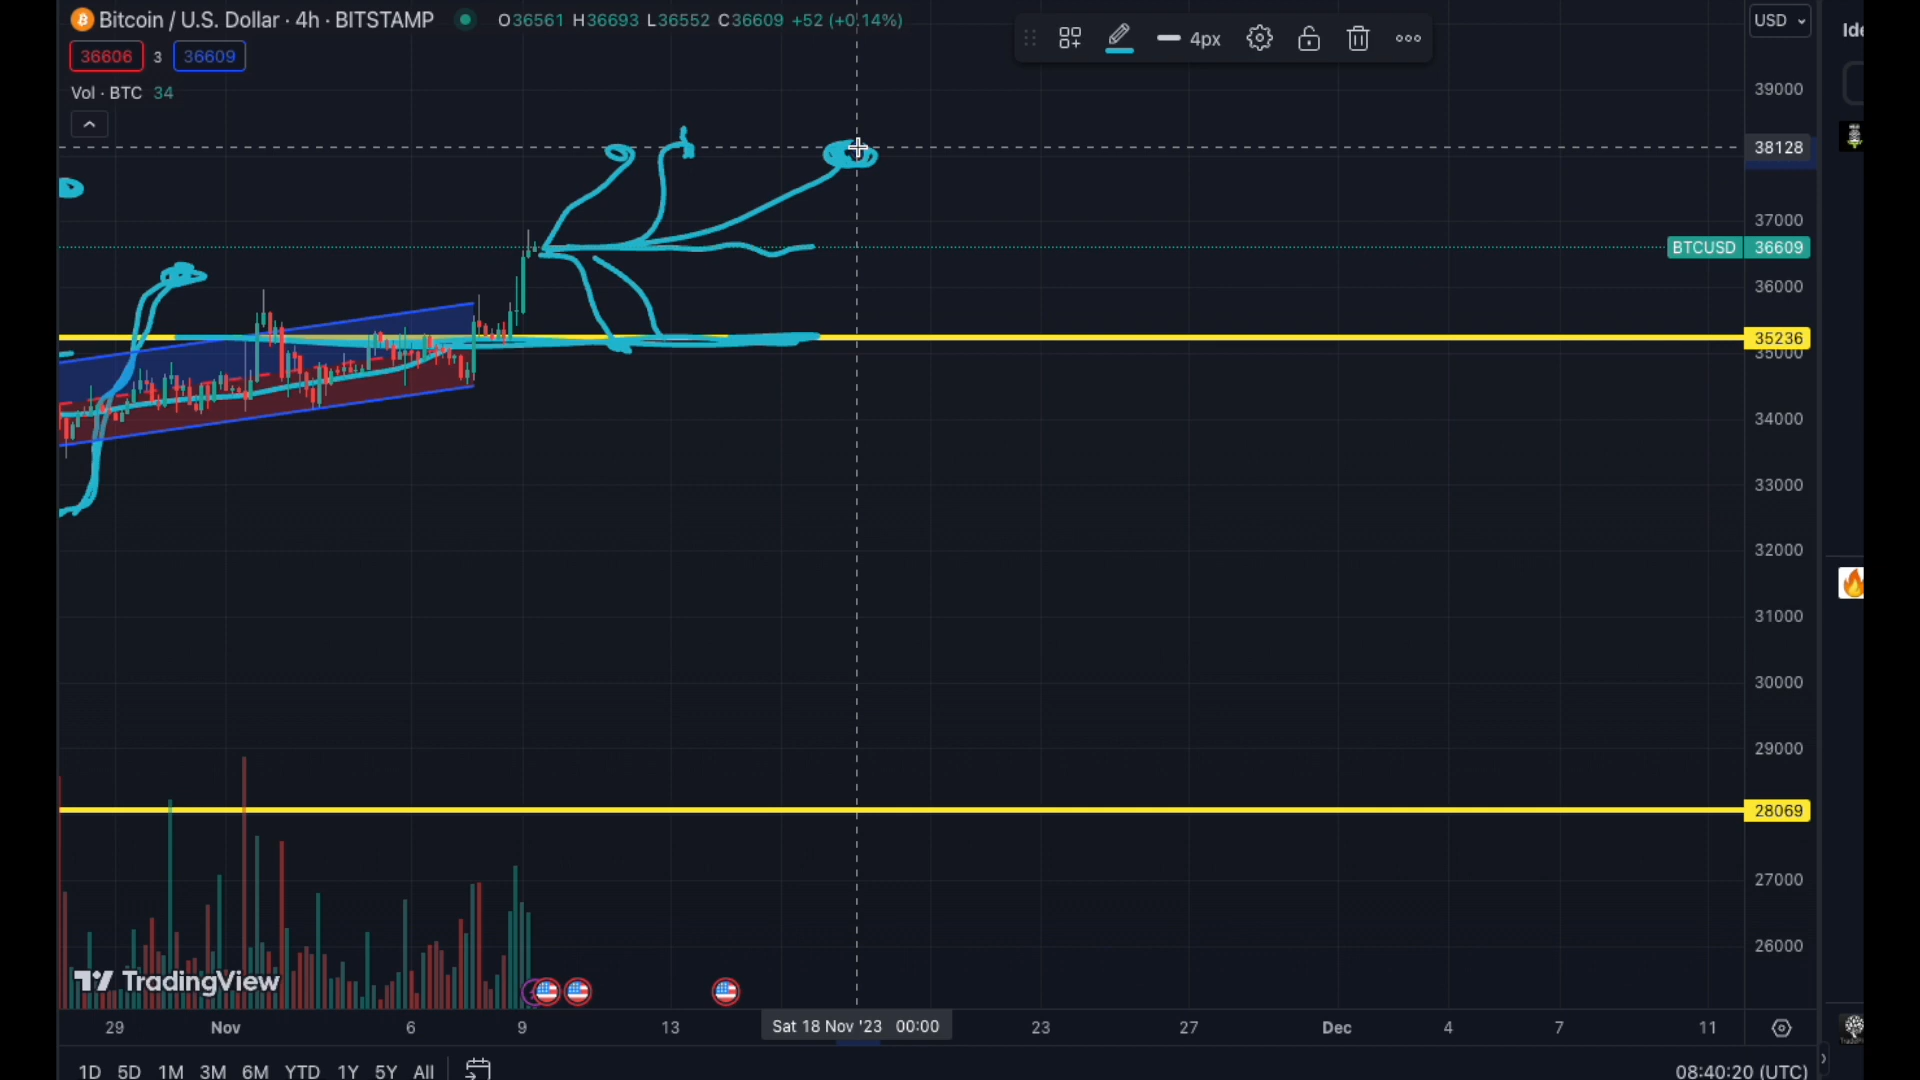 Bitcoin / U.S. Dollar · 4h · BITSTAMP O36561 H36693 L36552 C36609 +52 (+0.14%)
4px
USD
36606 3 36609
Vol · BTC 34
39000
38128
37000
BTCUSD 36609
36000
35236
35000
34000
33000
32000
31000
30000
29000
28069
27000
26000
TradingView
29 Nov 6 9 13 Sat 18 Nov '23 00:00 23 27 Dec 4 7 11
1D 5D 1M 3M 6M YTD 1Y 5Y All 08:40:20 (UTC)